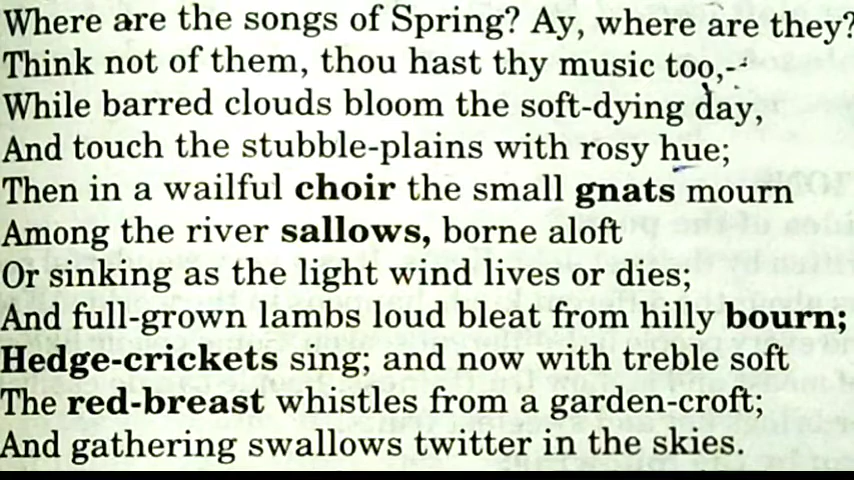 Where are the songs of Spring? Ay, where are they?
Think not of them, thou hast thy music too,-
While barred clouds bloom the soft-dying day,
And touch the stubble-plains with rosy hue;
Then in a wailful choir the small gnats mourn
Among the river sallows, borne aloft
Or sinking as the light wind lives or dies;
And full-grown lambs loud bleat from hilly bourn;
Hedge-crickets sing; and now with treble soft
The red-breast whistles from a garden-croft;
And gathering swallows twitter in the skies.